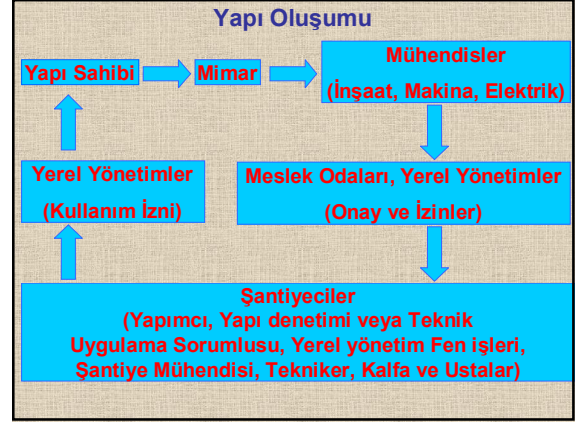 Yapı Oluşumu
Yapı Sahibi
Mimar
Mühendisler
(İnşaat, Makina, Elektrik)
Yerel Yönetimler
(Kullanım İzni)
Meslek Odaları, Yerel Yönetimler
(Onay ve İzinler)
Şantiyeciler
(Yapımcı, Yapı denetimi veya Teknik
Uygulama Sorumlusu, Yerel yönetim Fen işleri,
Şantiye Mühendisi, Tekniker, Kalfa ve Ustalar)